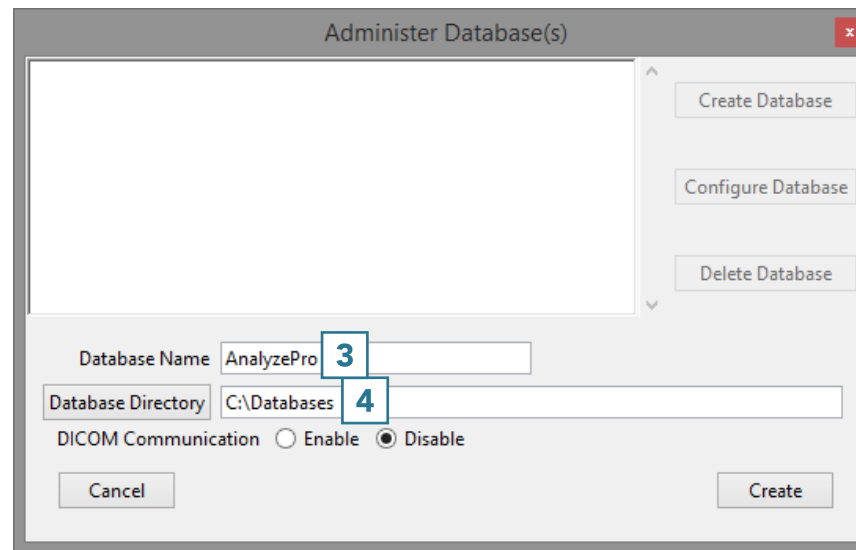 Administer Database(s)
x
Create Database
Configure Database
Delete Database
Database Name AnalyzePro 3
Database Directory C:\Databases 4
DICOM Communication Enable Disable
Cancel Create